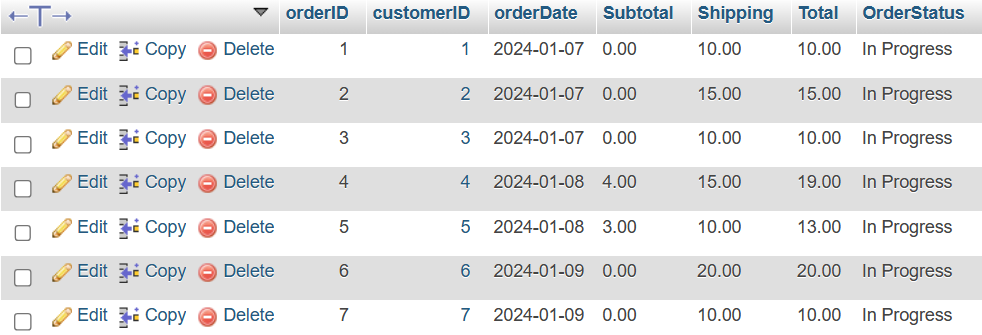 orderID customerID orderDate Subtotal Shipping Total OrderStatus
Edit Copy Delete 1 1 2024-01-07 0.00 10.00 10.00 In Progress
Edit Copy Delete 2 2 2024-01-07 0.00 15.00 15.00 In Progress
Edit Copy Delete 3 3 2024-01-07 0.00 10.00 10.00 In Progress
Edit Copy Delete 4 4 2024-01-08 4.00 15.00 19.00 In Progress
Edit Copy Delete 5 5 2024-01-08 3.00 10.00 13.00 In Progress
Edit Copy Delete 6 6 2024-01-09 0.00 20.00 20.00 In Progress
Edit Copy Delete 7 7 2024-01-09 0.00 10.00 10.00 In Progress